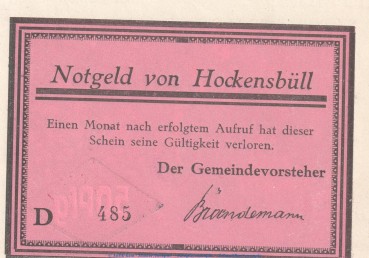 Notgeld von Hockensbüll
Einen Monat nach erfolgtem Aufruf hat dieser
Schein seine Gültigkeit verloren.
Der Gemeindevorsteher
D 485